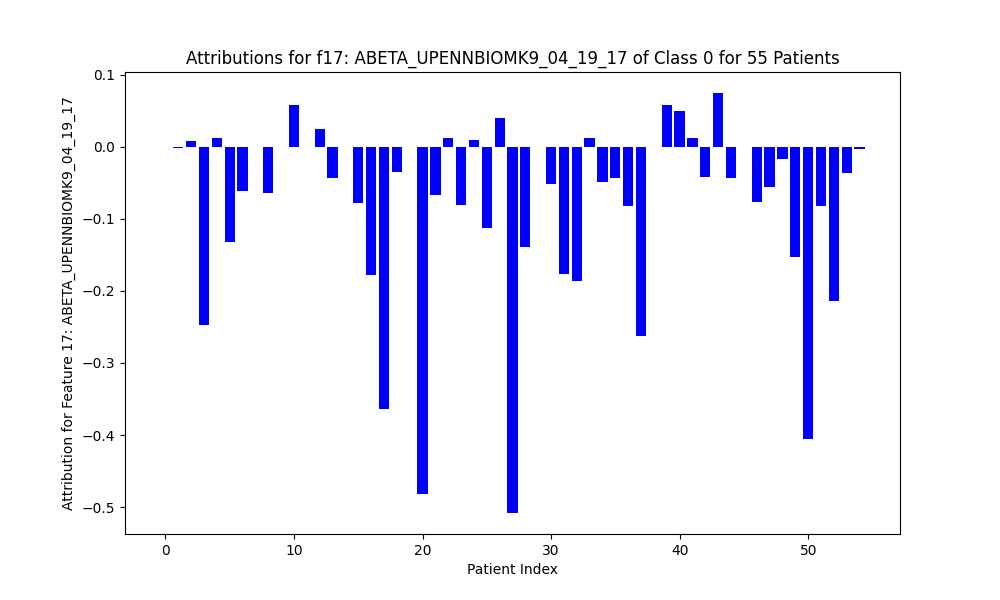 Attributions for f17: ABETA_UPENNBIOMK9_04_19_17 of Class 0 for 55 Patients
Attribution for Feature 17: ABETA_UPENNBIOMK9_04_19_17
0.1
0.0
−0.1
−0.2
−0.3
−0.4
−0.5
0 10 20 30 40 50
Patient Index